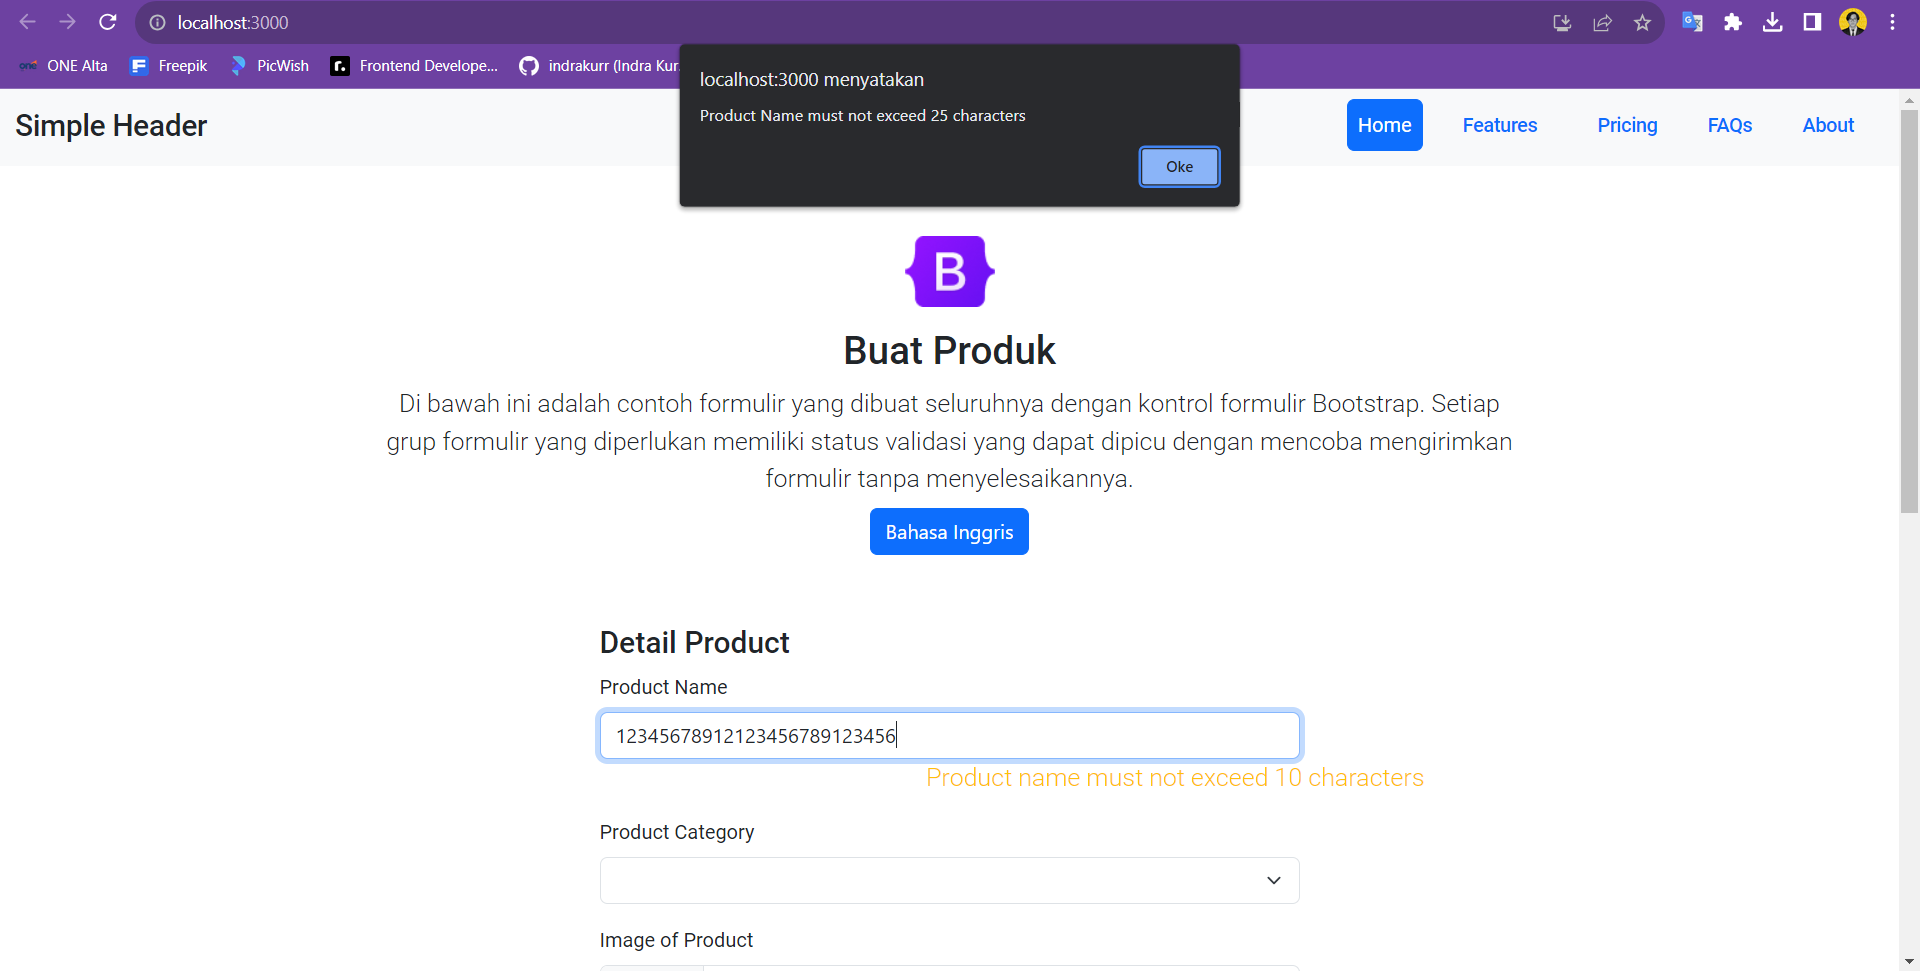 localhost:3000
ONE Alta
Freepik
PicWish
Frontend Develope...
indrakurr (Indra Kur
localhost:3000 menyatakan
Product Name must not exceed 25 characters
Oke
Simple Header
Home
Features
Pricing
FAQs
About
B
Buat Produk
Di bawah ini adalah contoh formulir yang dibuat seluruhnya dengan kontrol formulir Bootstrap. Setiap
grup formulir yang diperlukan memiliki status validasi yang dapat dipicu dengan mencoba mengirimkan
formulir tanpa menyelesaikannya.
Bahasa Inggris
Detail Product
Product Name
12345678912123456789123456
Product name must not exceed 10 characters
Product Category
Image of Product